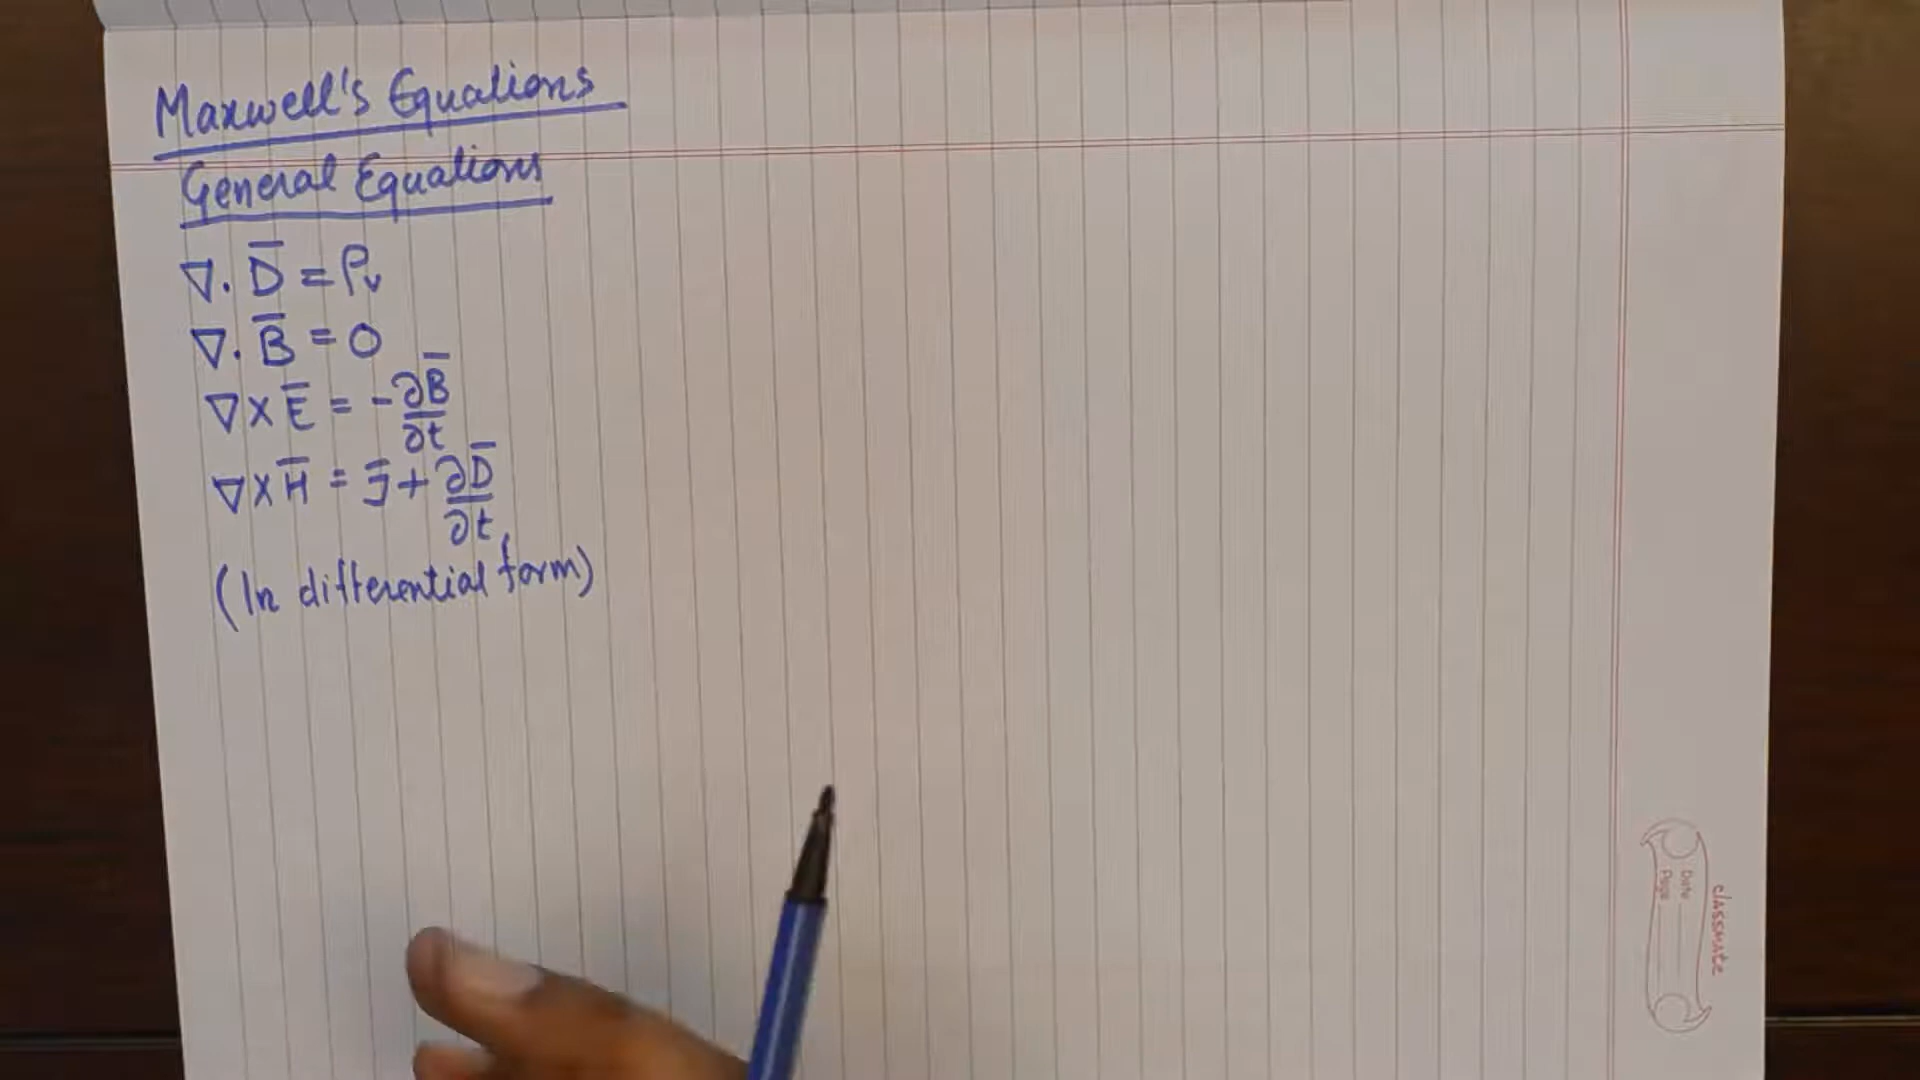 Maxwell's Equations
General Equations
∇. D̅ = ρᵥ
∇. B̅ = 0
∇ x E̅ = -∂B̅/∂t
∇ x H̅ = J̅ + ∂D̅/∂t
(In differential form)
classmate
Date
Page